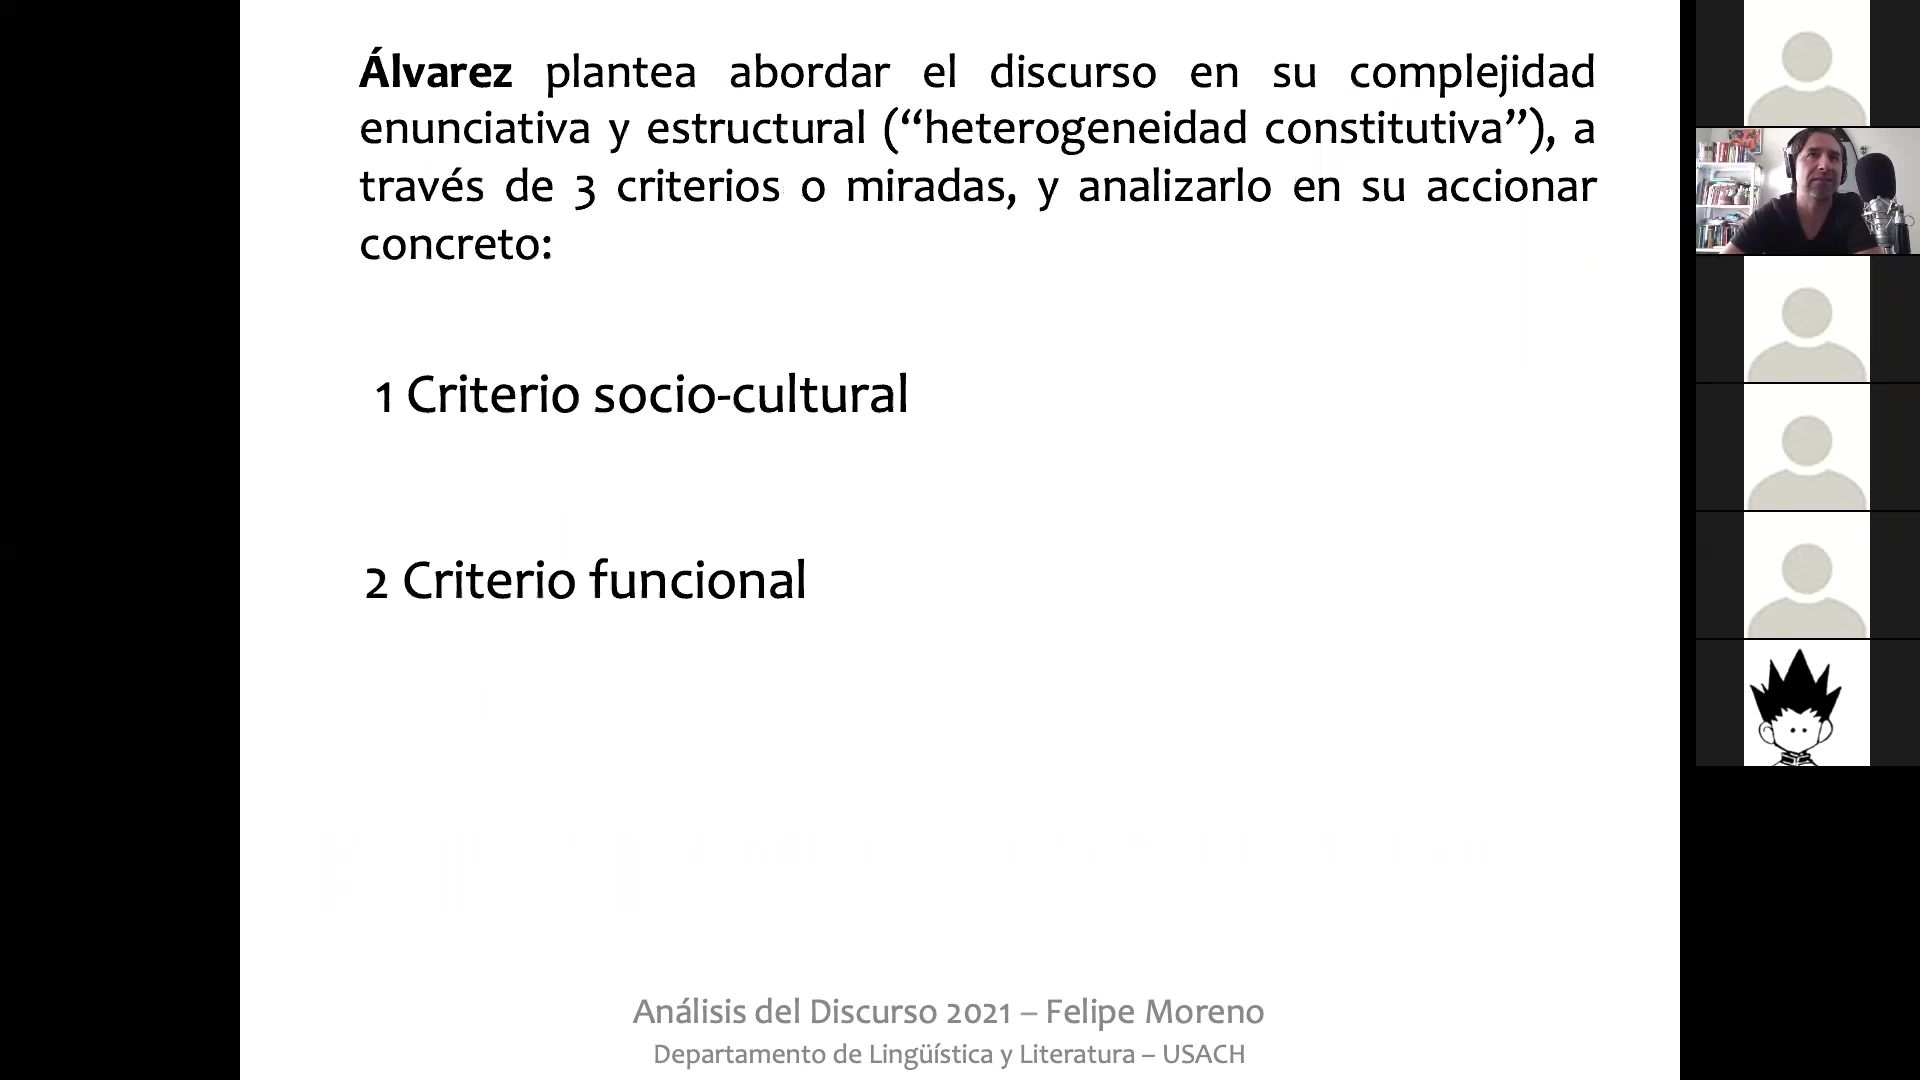 Álvarez plantea abordar el discurso en su complejidad
enunciativa y estructural (“heterogeneidad constitutiva”), a
través de 3 criterios o miradas, y analizarlo en su accionar
concreto:
1 Criterio socio-cultural
2 Criterio funcional
Análisis del Discurso 2021 – Felipe Moreno
Departamento de Lingüística y Literatura – USACH